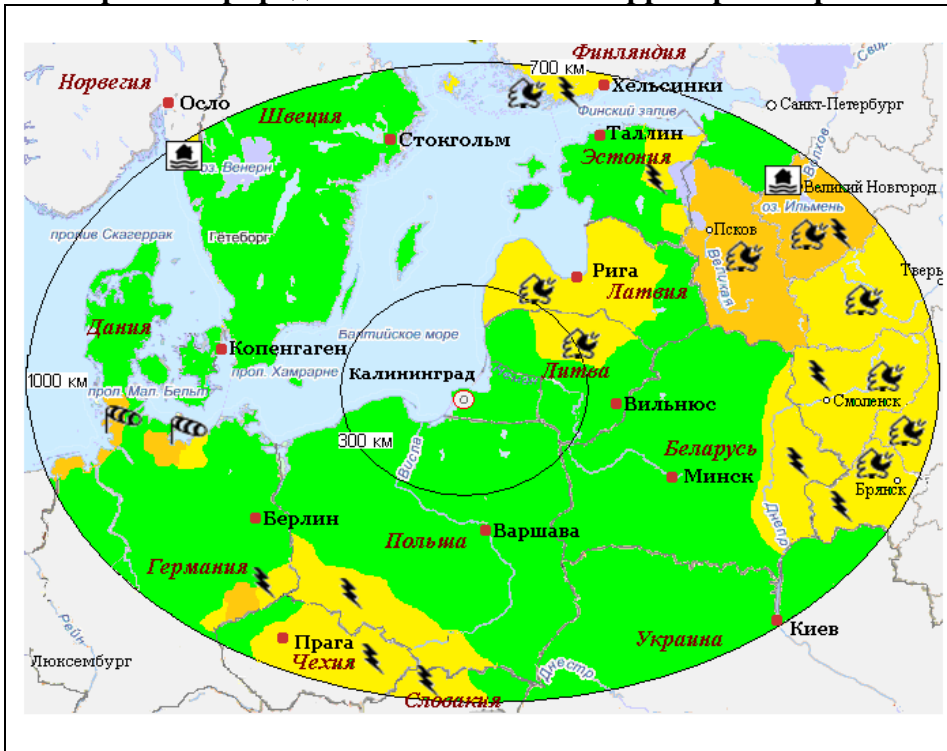 Финляндия
700 км
Норвегия
Хельсинки
Осло
Швеция
Финский залив
Санкт-Петербург
Стокгольм
Таллин
Эстония
Волхов
оз. Венерн
Великий Новгород
оз. Ильмень
пролив Скагеррак
Гётеборг
Псков
Великая
Рига
Тверь
Латвия
Дания
Балтийское море
Копенгаген
прол. Хамрарне
Калининград
Литва
1000 км
прол. Мал. Бельт
Вильнюс
Смоленск
300 км
Висла
Беларусь
Минск
Брянск
Берлин
Днепр
Варшава
Польша
Германия
Рейн
Прага
Украина
Киев
Люксембург
Чехия
Днестр
Словакия